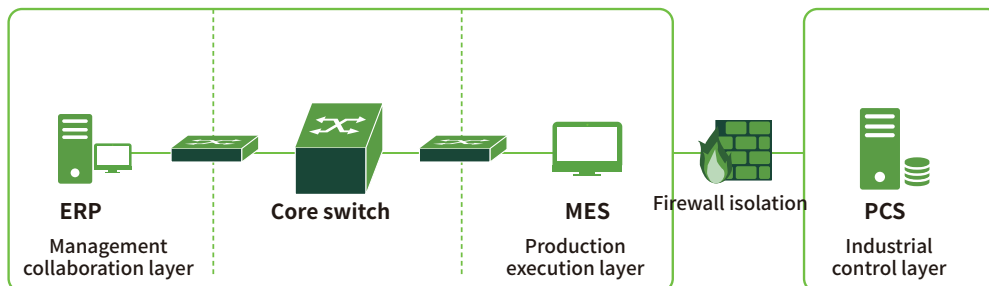 ERP
Core switch
MES
Firewall isolation
PCS
Management
collaboration layer
Production
execution layer
Industrial
control layer